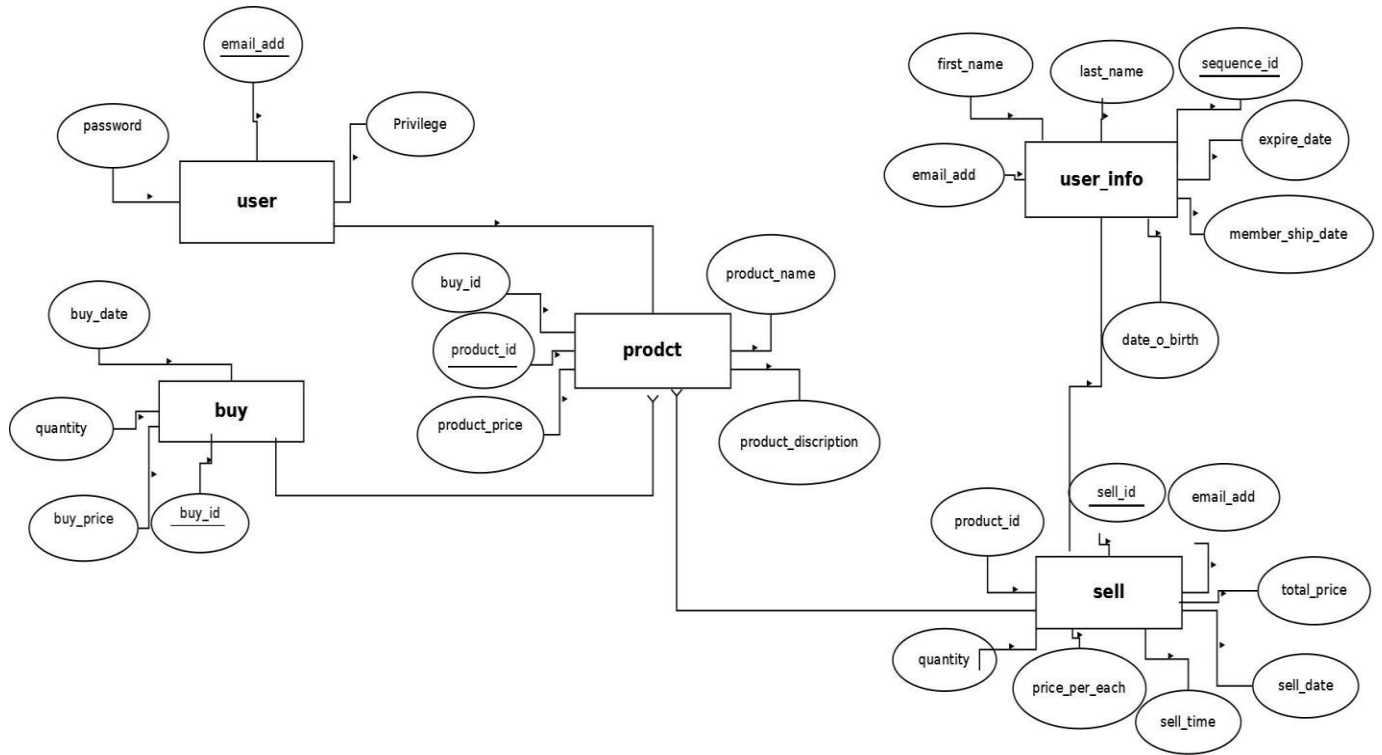 email_add
password
Privilege
user
first_name
last_name
sequence_id
expire_date
email_add
user_info
member_ship_date
date_o_birth
buy_id
product_name
product_id
prodct
product_price
product_discription
buy_date
buy
quantity
buy_price
buy_id
sell_id
email_add
product_id
sell
total_price
quantity
price_per_each
sell_date
sell_time